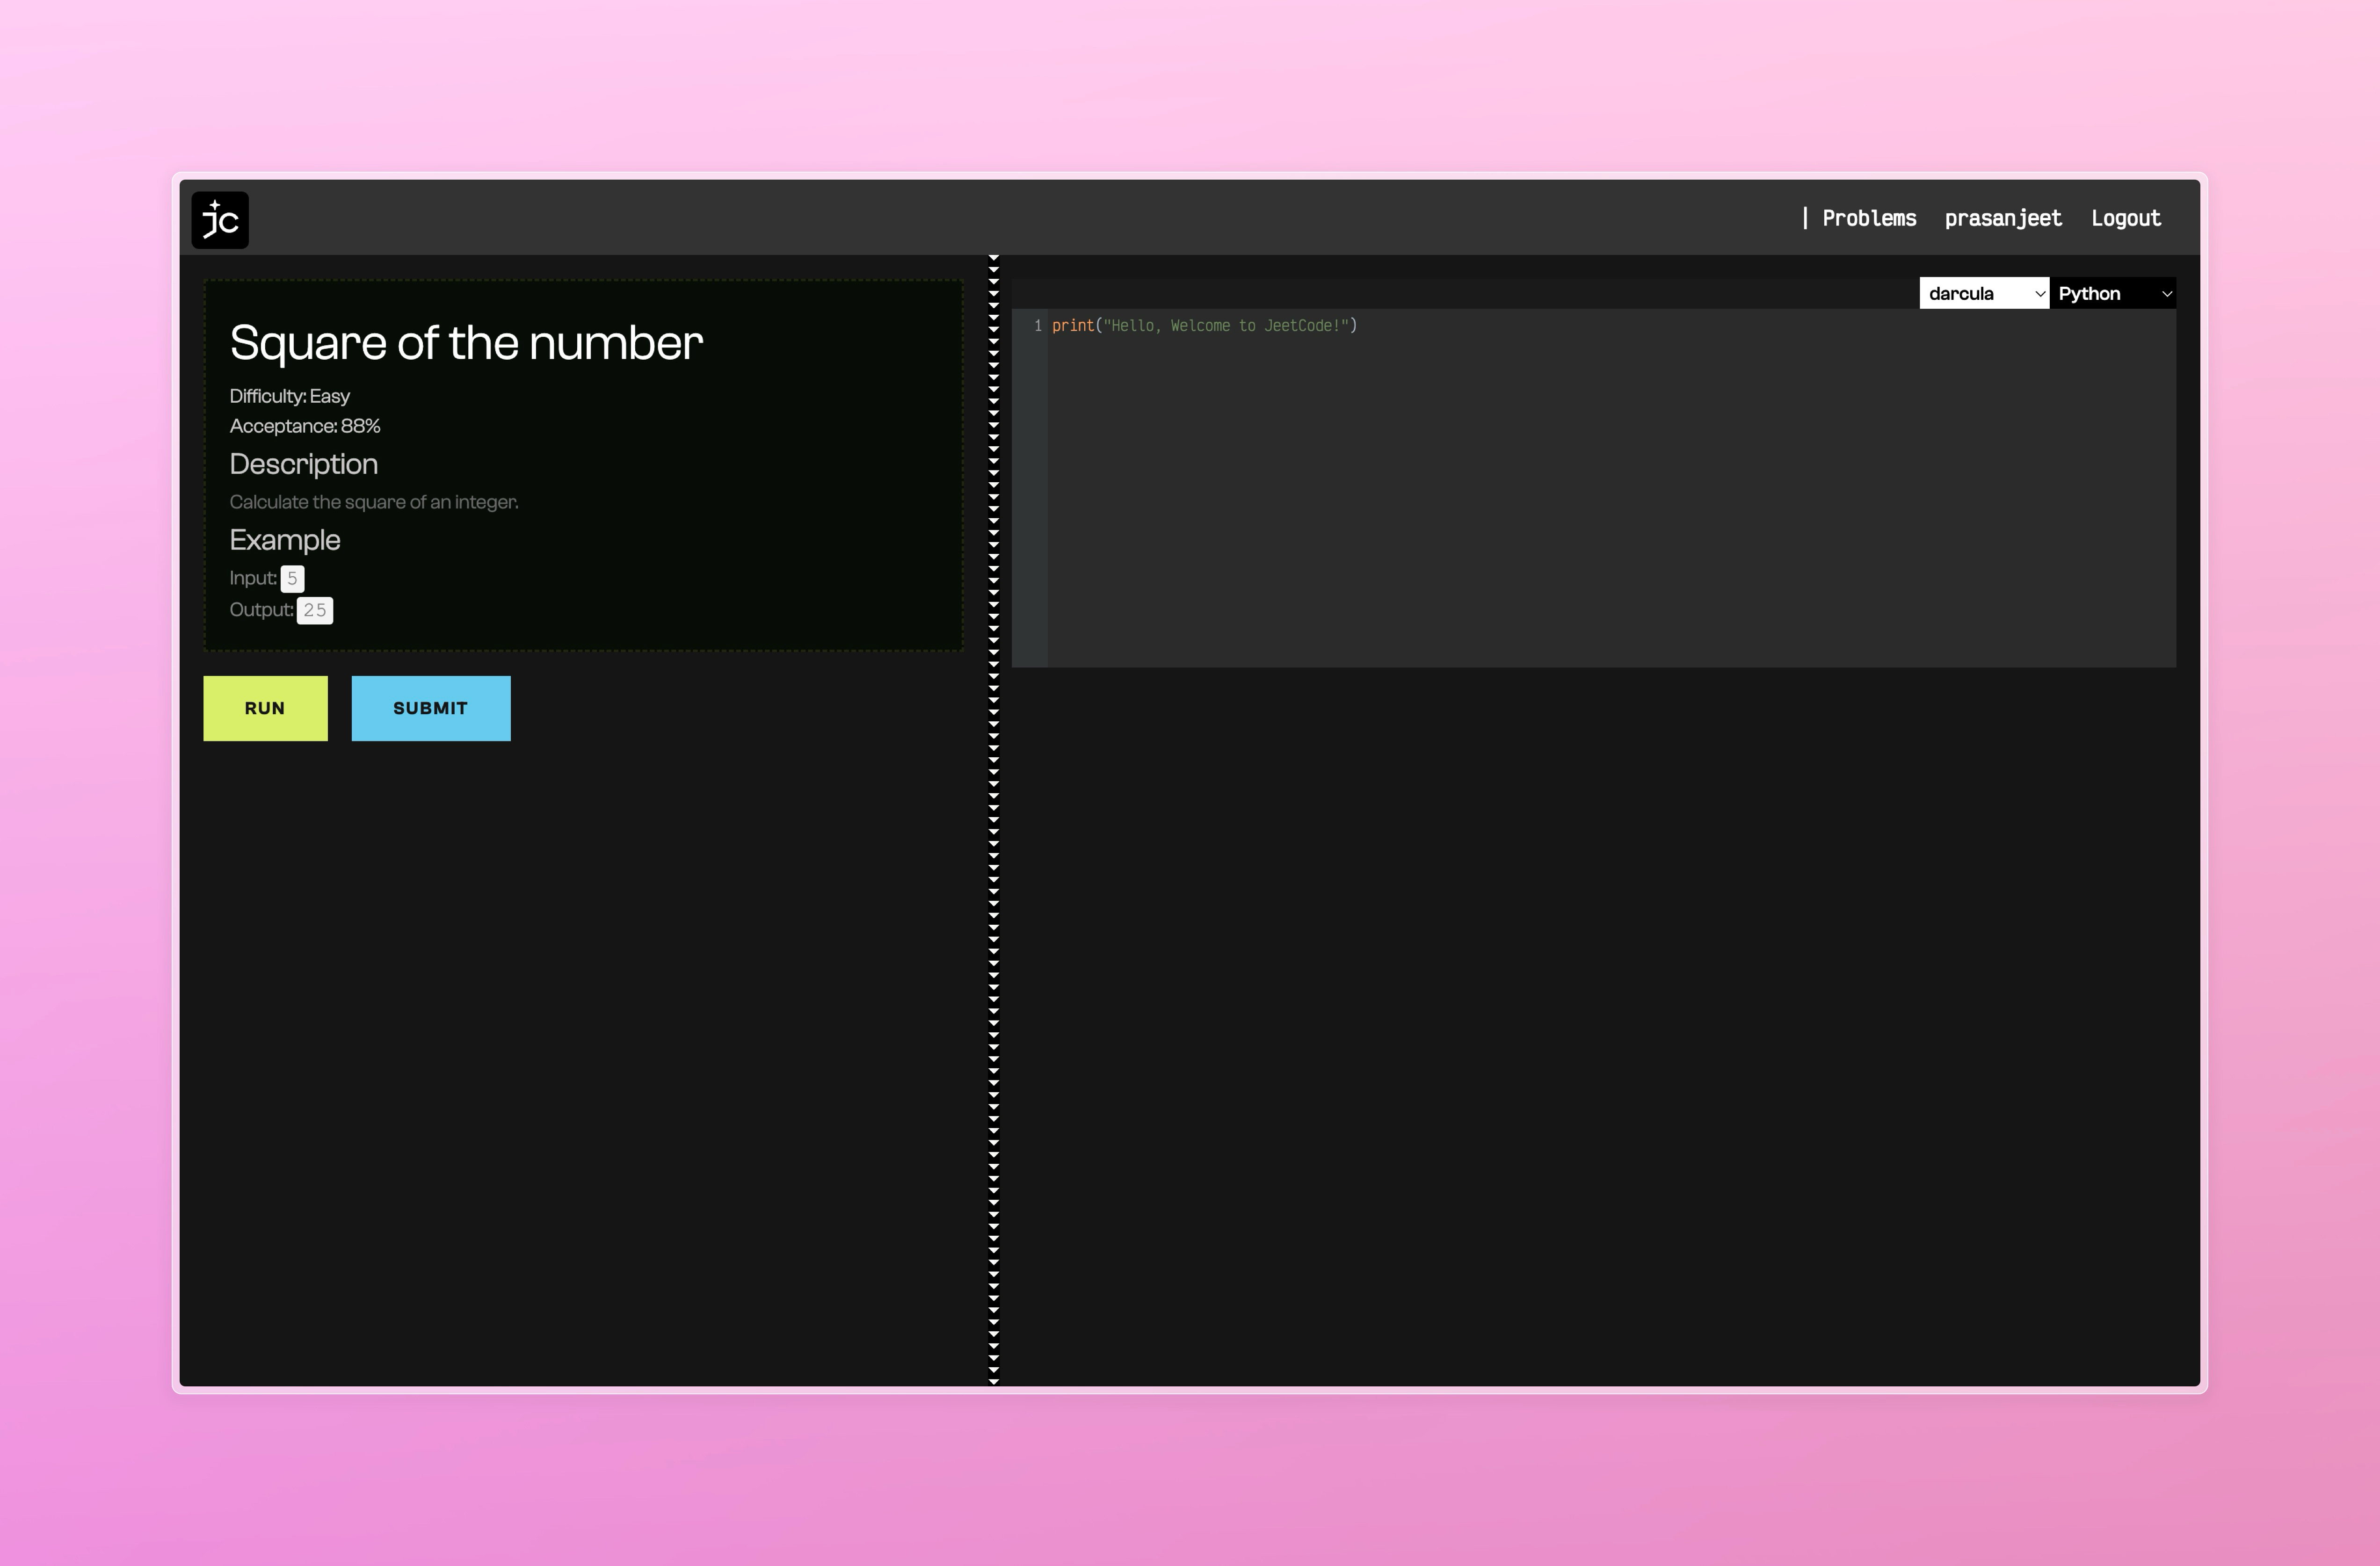 jc
| Problems prasanjeet Logout
Square of the number
Difficulty: Easy
Acceptance: 88%
Description
Calculate the square of an integer.
Example
Input: 5
Output: 25
RUN SUBMIT
darcula Python
1 print("Hello, Welcome to JeetCode!")